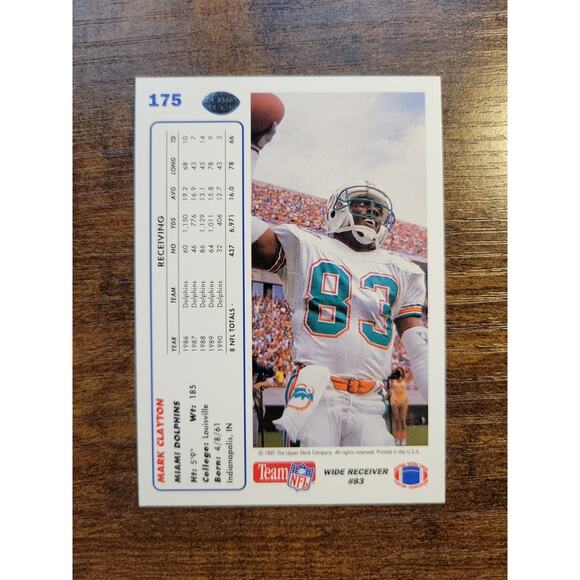 175
MARK CLAYTON
MIAMI DOLPHINS
Ht: 5'9" Wt: 185
College: Louisville
Born: 4/8/61
Indianapolis, IN
RECEIVING
YEAR TEAM NO YDS AVG LONG TD
1986 Dolphins 60 1,150 19.2 68 10
1987 Dolphins 46 776 16.9 43 7
1988 Dolphins 86 1,129 13.1 45 14
1989 Dolphins 64 1,011 15.8 78 9
1990 Dolphins 32 406 12.7 43 3
8 NFL TOTALS - 437 6,971 16.0 78 66
83
© 1991 The Upper Deck Company. All rights reserved. Printed in the U.S.A.
Team NFL
WIDE RECEIVER
#83